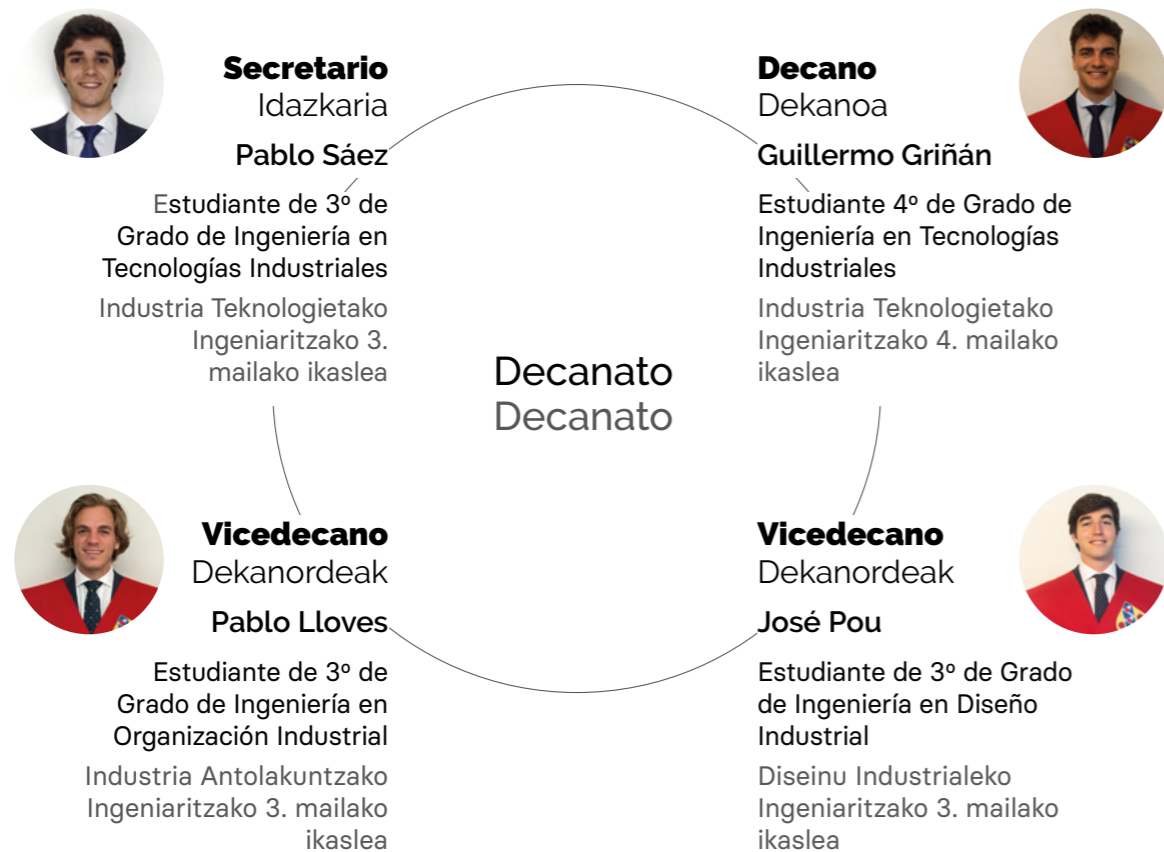 Secretario
Idazkaria
Pablo Sáez
Estudiante de 3º de
Grado de Ingeniería en
Tecnologías Industriales
Industria Teknologietako
Ingeniaritzako 3.
mailako ikaslea
Decano
Dekanoa
Guillermo Griñán
Estudiante 4º de Grado de
Ingeniería en Tecnologías
Industriales
Industria Teknologietako
Ingeniaritzako 4. mailako
ikaslea
Decanato
Decanato
Vicedecano
Dekanordeak
Pablo Lloves
Estudiante de 3º de
Grado de Ingeniería en
Organización Industrial
Industria Antolakuntzako
Ingeniaritzako 3. mailako
ikaslea
Vicedecano
Dekanordeak
José Pou
Estudiante de 3º de Grado
de Ingeniería en Diseño
Industrial
Diseinu Industrialeko
Ingeniaritzako 3. mailako
ikaslea